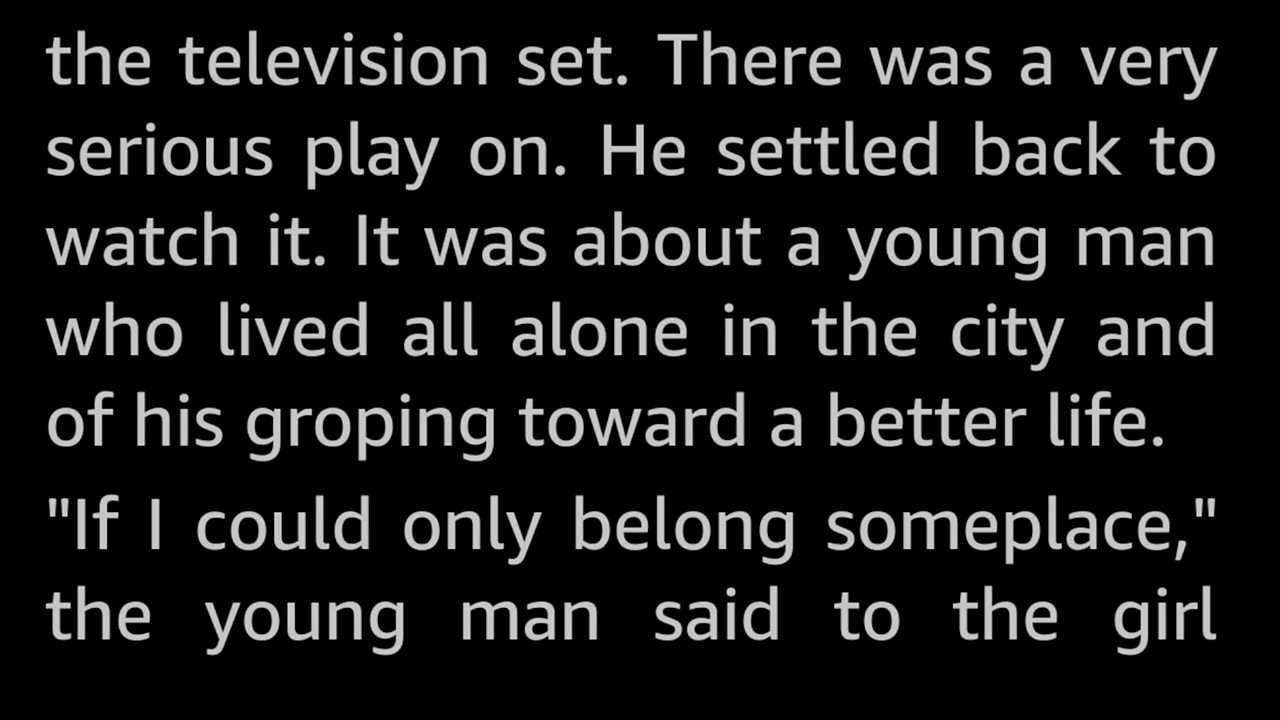 the television set. There was a very
serious play on. He settled back to
watch it. It was about a young man
who lived all alone in the city and
of his groping toward a better life.
"If I could only belong someplace,"
the young man said to the girl